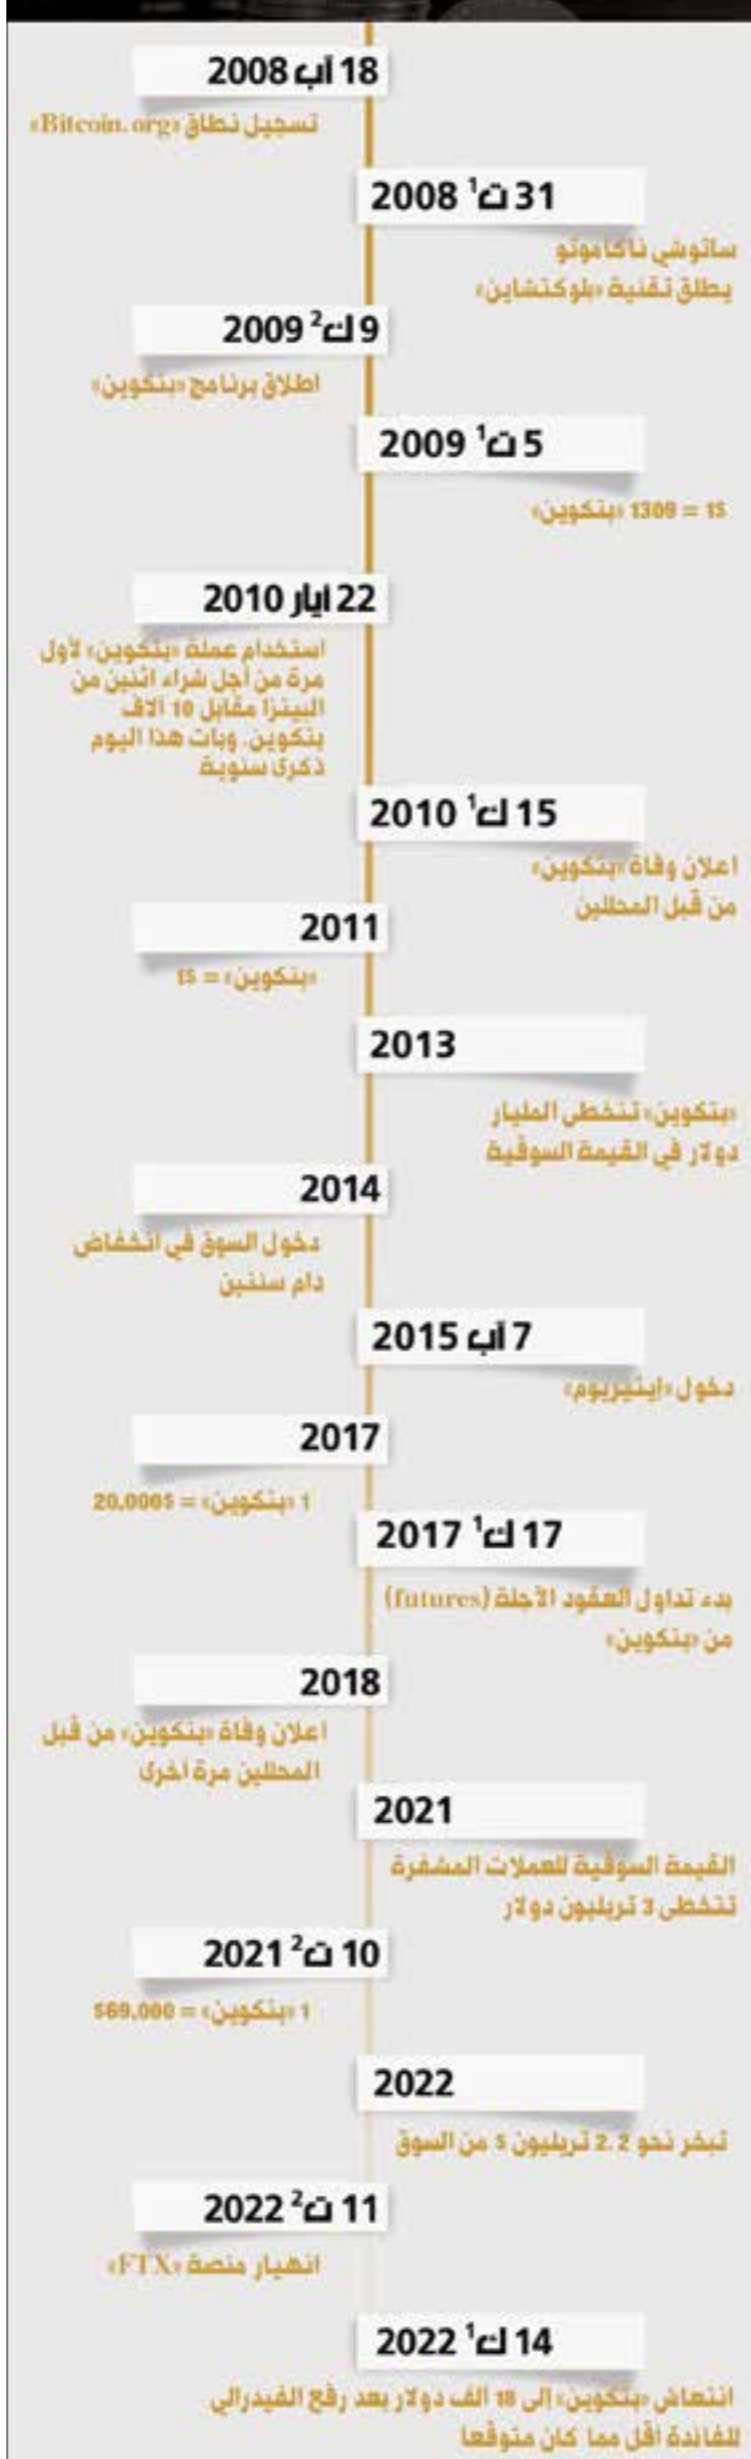 18 آب 2008
تسجيل نطاق «Bitcoin.org»
31 ت¹ 2008
ساتوشي ناكاموتو
يطلق تقنية «بلوكتشاين»
9 ك² 2009
اطلاق برنامج «بتكوين»
5 ت¹ 2009
1$ = 1309 «بتكوين»
22 أيار 2010
استخدام عملة «بتكوين» لأول
مرة من أجل شراء اثنين من
البيتزا مقابل 10 آلاف
بتكوين. وبات هذا اليوم
ذكرى سنوية
15 ك¹ 2010
اعلان وفاة «بتكوين»
من قبل المحللين
2011
«بتكوين» = 1$
2013
«بتكوين» تتخطى المليار
دولار في القيمة السوقية
2014
دخول السوق في انخفاض
دام سنتين
7 آب 2015
دخول «ايثيريوم»
2017
1 «بتكوين» = 20,000$
17 ك¹ 2017
بدء تداول العقود الآجلة (futures)
من «بتكوين»
2018
اعلان وفاة «بتكوين» من قبل
المحللين مرة أخرى
2021
القيمة السوقية للعملات المشفرة
تتخطى 3 تريليون دولار
10 ت² 2021
1 «بتكوين» = 69,000$
2022
تبخر نحو 2.2 تريليون $ من السوق
11 ت² 2022
انهيار منصة «FTX»
14 ك¹ 2022
انتعاش «بتكوين» إلى 18 الف دولار بعد رفع الفيدرالي
للفائدة أقل مما كان متوقعا